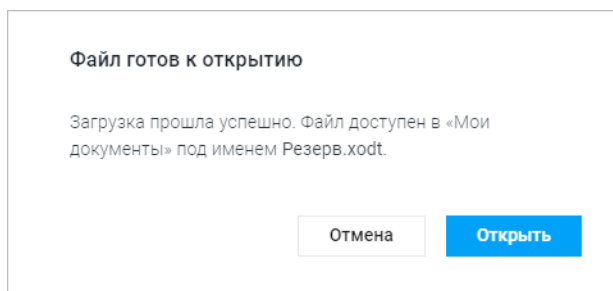 Файл готов к открытию
Загрузка прошла успешно. Файл доступен в «Мои
документы» под именем Резерв.xodt.
Отмена
Открыть